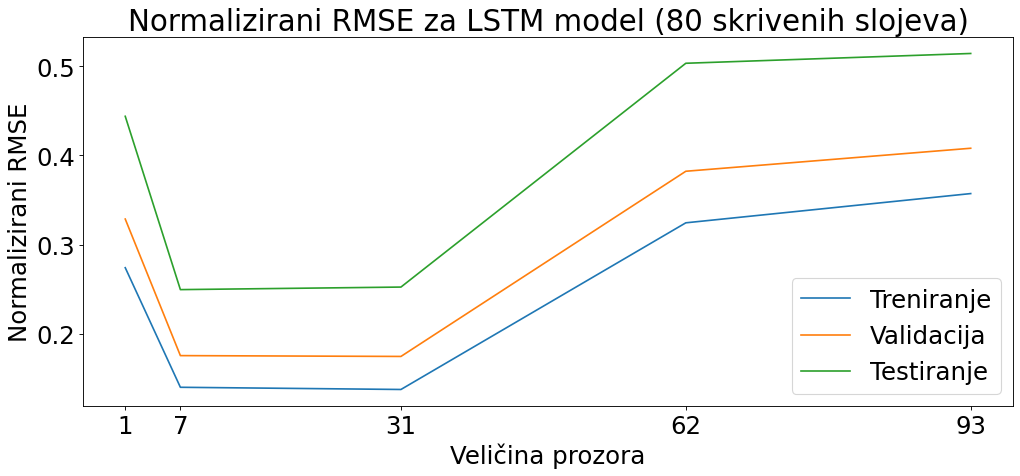 Normalizirani RMSE za LSTM model (80 skrivenih slojeva)
Normalizirani RMSE
0.5
0.4
0.3
0.2
Treniranje
Validacija
Testiranje
1 7 31 62 93
Veličina prozora